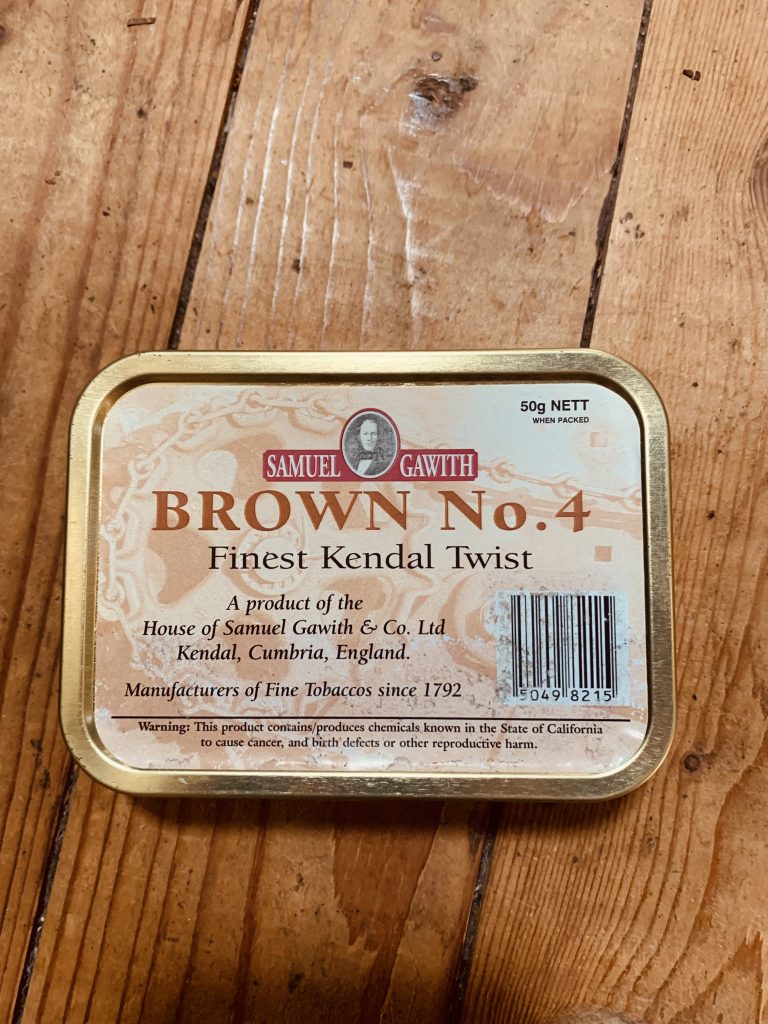 50g NETT
WHEN PACKED
SAMUEL GAWITH
BROWN No.4
Finest Kendal Twist
A product of the
House of Samuel Gawith & Co. Ltd
Kendal, Cumbria, England.
Manufacturers of Fine Tobaccos since 1792
5049 8215
Warning: This product contains/produces chemicals known in the State of California
to cause cancer, and birth defects or other reproductive harm.